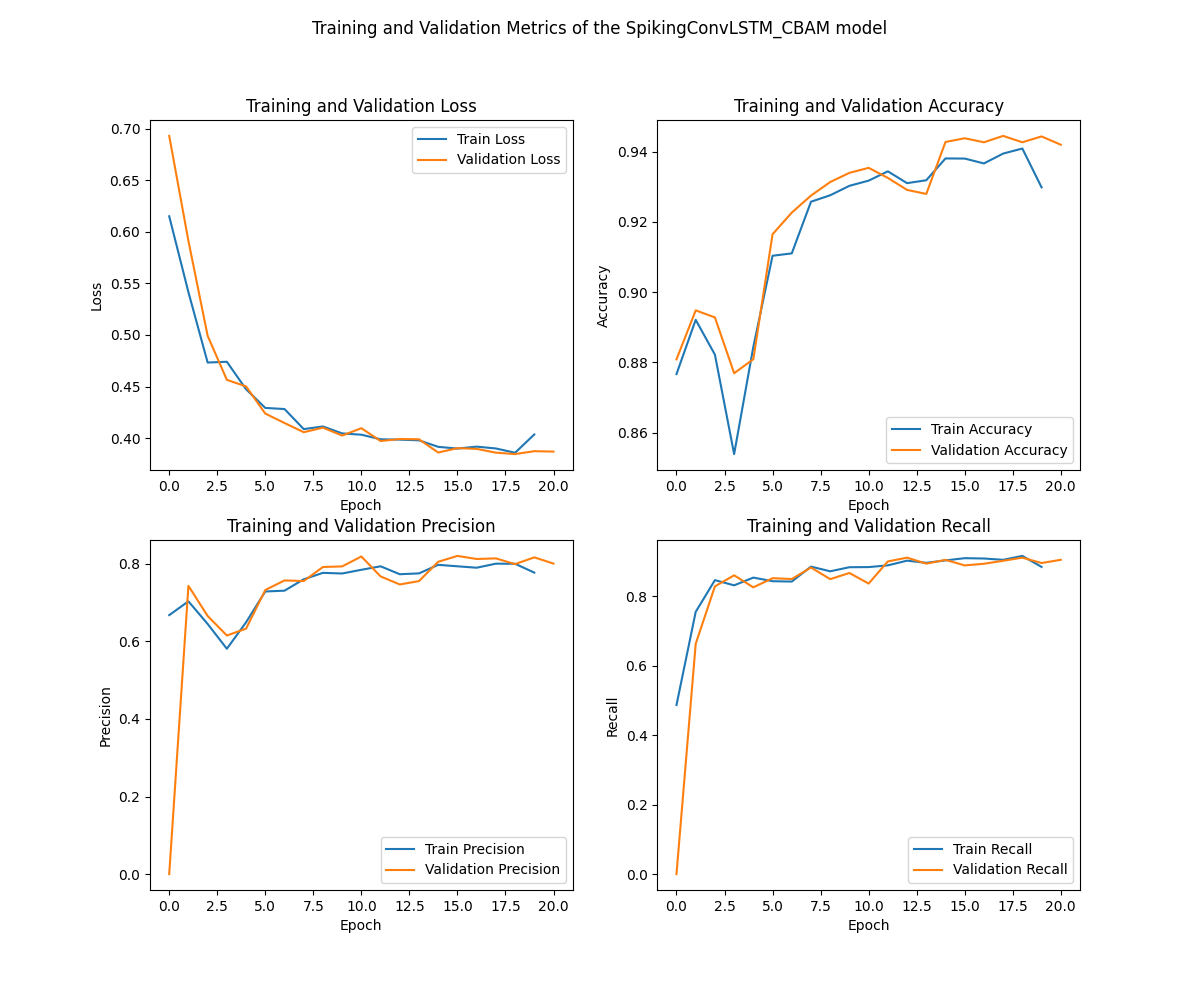 Training and Validation Metrics of the SpikingConvLSTM_CBAM model
Training and Validation Loss
0.70
0.65
0.60
0.55
0.50
0.45
0.40
Loss
Train Loss
Validation Loss
0.0 2.5 5.0 7.5 10.0 12.5 15.0 17.5 20.0
Epoch
Training and Validation Accuracy
0.94
0.92
0.90
0.88
0.86
Accuracy
Train Accuracy
Validation Accuracy
0.0 2.5 5.0 7.5 10.0 12.5 15.0 17.5 20.0
Epoch
Training and Validation Precision
0.8
0.6
0.4
0.2
0.0
Precision
Train Precision
Validation Precision
0.0 2.5 5.0 7.5 10.0 12.5 15.0 17.5 20.0
Epoch
Training and Validation Recall
0.8
0.6
0.4
0.2
0.0
Recall
Train Recall
Validation Recall
0.0 2.5 5.0 7.5 10.0 12.5 15.0 17.5 20.0
Epoch